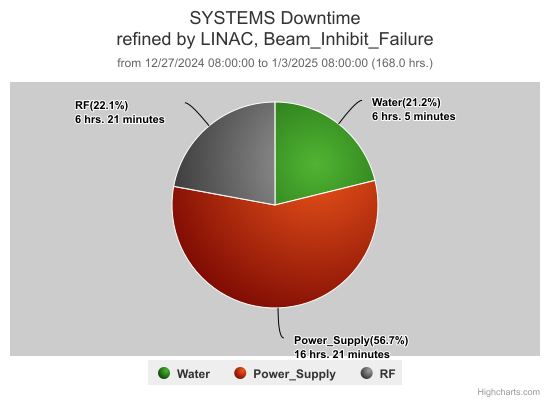 SYSTEMS Downtime
refined by LINAC, Beam_Inhibit_Failure
from 12/27/2024 08:00:00 to 1/3/2025 08:00:00 (168.0 hrs.)
RF(22.1%)
6 hrs. 21 minutes
Water(21.2%)
6 hrs. 5 minutes
Power_Supply(56.7%)
16 hrs. 21 minutes
Water
Power_Supply
RF
Highcharts.com